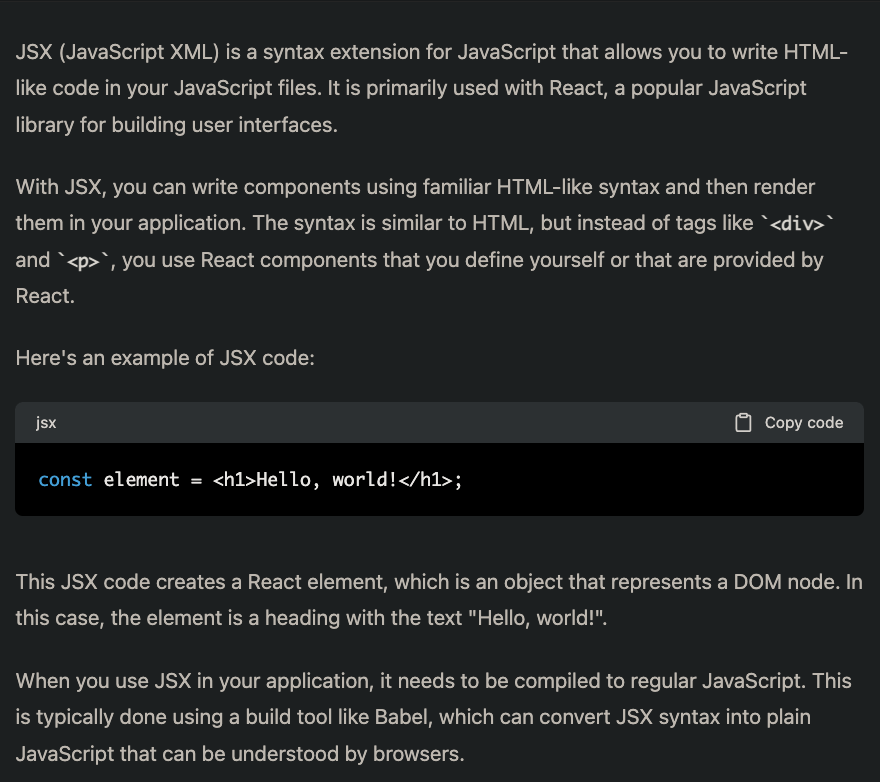 JSX (JavaScript XML) is a syntax extension for JavaScript that allows you to write HTML-
like code in your JavaScript files. It is primarily used with React, a popular JavaScript
library for building user interfaces.
With JSX, you can write components using familiar HTML-like syntax and then render
them in your application. The syntax is similar to HTML, but instead of tags like `<div>`
and `<p>`, you use React components that you define yourself or that are provided by
React.
Here's an example of JSX code:
jsx Copy code
const element = <h1>Hello, world!</h1>;
This JSX code creates a React element, which is an object that represents a DOM node. In
this case, the element is a heading with the text "Hello, world!".
When you use JSX in your application, it needs to be compiled to regular JavaScript. This
is typically done using a build tool like Babel, which can convert JSX syntax into plain
JavaScript that can be understood by browsers.